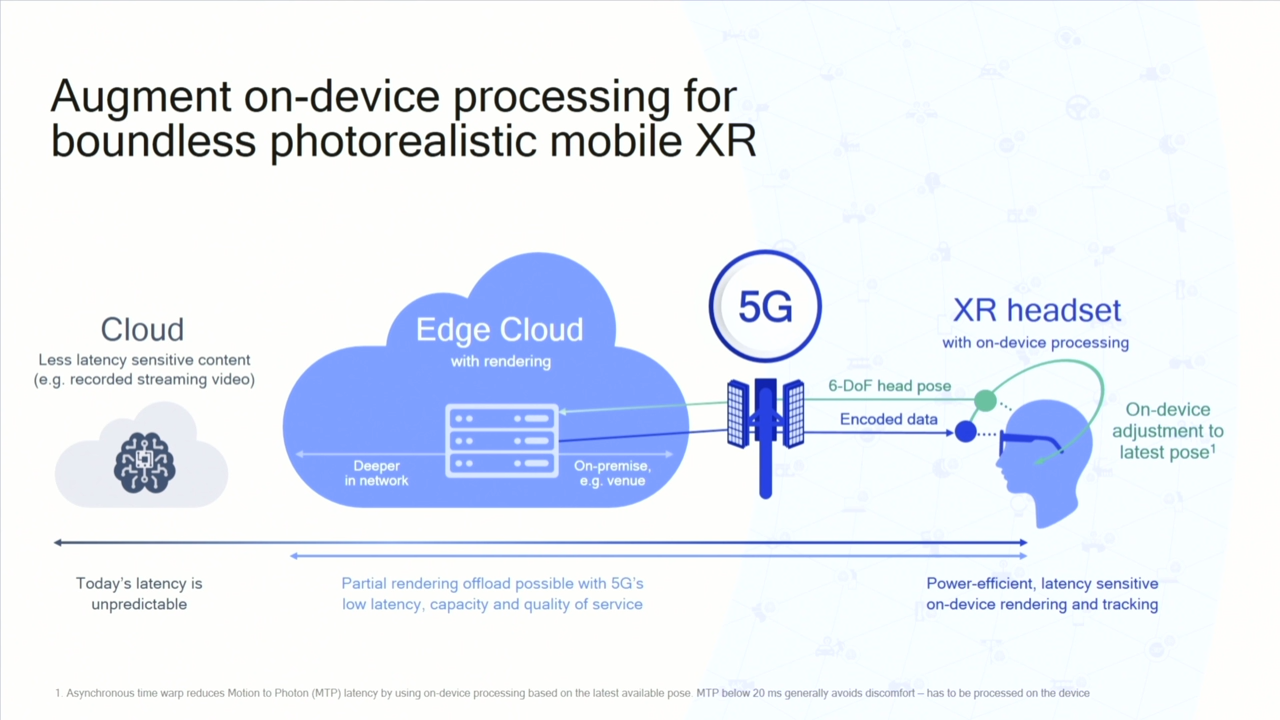 Augment on-device processing for
boundless photorealistic mobile XR
Cloud
Less latency sensitive content
(e.g. recorded streaming video)
Edge Cloud
with rendering
Deeper
in network
On-premise,
e.g. venue
5G
6-DoF head pose
Encoded data
XR headset
with on-device processing
On-device
adjustment to
latest pose¹
Today's latency is
unpredictable
Partial rendering offload possible with 5G's
low latency, capacity and quality of service
Power-efficient, latency sensitive
on-device rendering and tracking
1. Asynchronous time warp reduces Motion to Photon (MTP) latency by using on-device processing based on the latest available pose. MTP below 20 ms generally avoids discomfort – has to be processed on the device